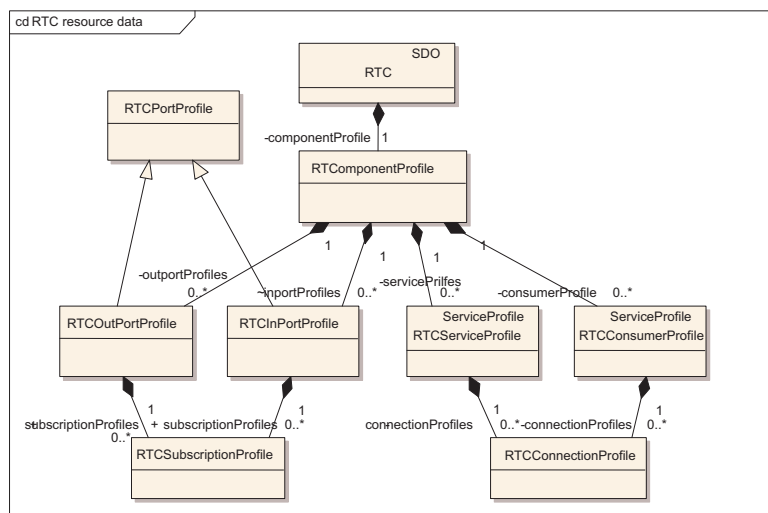 cd RTC resource data
SDO
RTC
RTCPortProfile
-componentProfile 1
RTComponentProfile
1 1 1 1
-outportProfiles
0..*
~inportProfiles 0..*
-servicePrilfes
0..*
-consumerProfile 0..*
RTCOutPortProfile
RTCInPortProfile
ServiceProfile
RTCServiceProfile
ServiceProfile
RTCConsumerProfile
1 1 1 1
+subscriptionProfiles
0..*
+ subscriptionProfiles 0..*
-connectionProfiles 0..*
-connectionProfiles 0..*
RTCSubscriptionProfile
RTCConnectionProfile